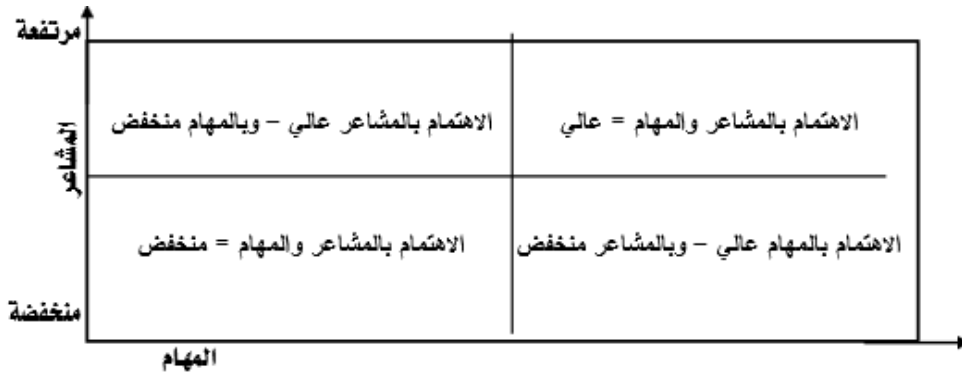 مرتفعة
الاهتمام بالمشاعر والمهام = عالي
الاهتمام بالمشاعر عالي – وبالمهام منخفض
المشاعر
الاهتمام بالمهام عالي – وبالمشاعر منخفض
الاهتمام بالمشاعر والمهام = منخفض
منخفضة
المهام